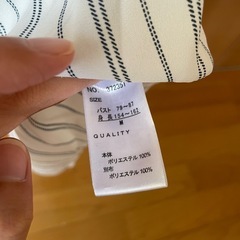 SIZE
バスト 79～87
身 長 154～162
M
QUALITY
本体
ポリエステル 100%
別布
ポリエステル 100%